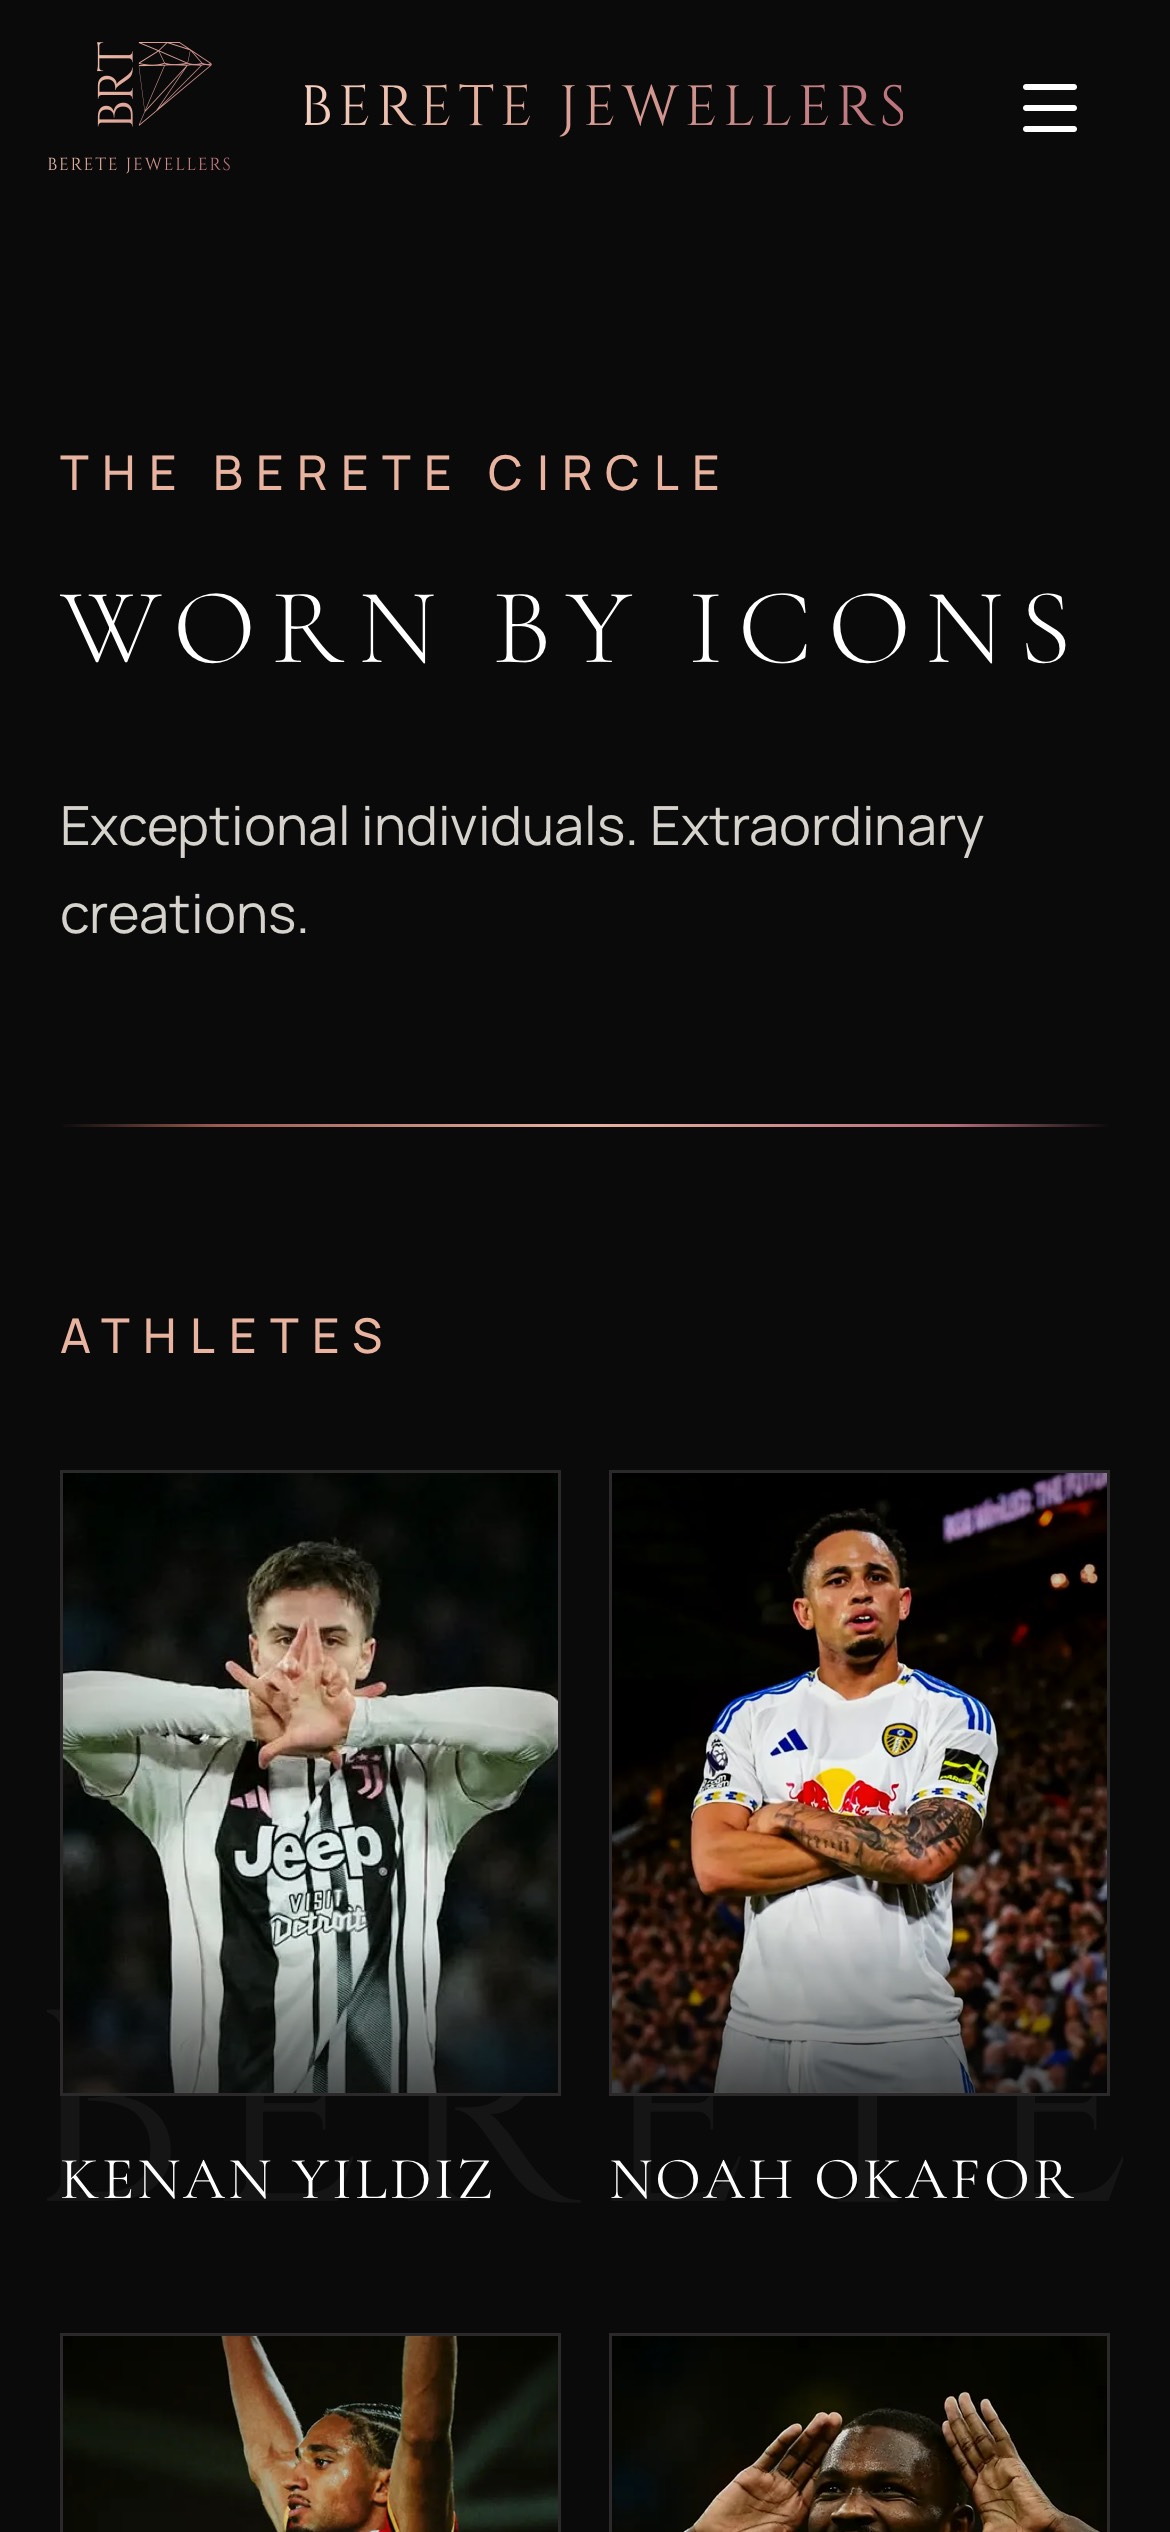 BRT
BERETE JEWELLERS
BERETE JEWELLERS
THE BERETE CIRCLE
WORN BY ICONS
Exceptional individuals. Extraordinary
creations.
ATHLETES
Jeep
VISIT
Detroit
BERETE
KENAN YILDIZ
NOAH OKAFOR